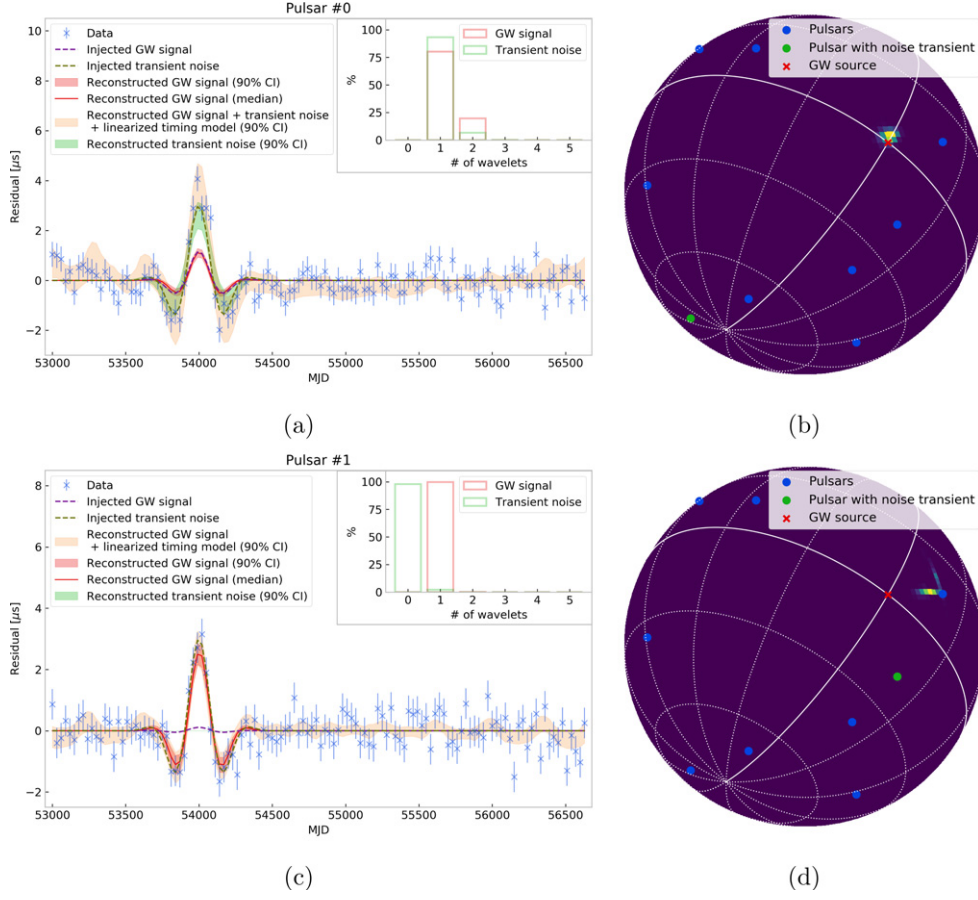 Pulsar #0
Data
Injected GW signal
Injected transient noise
Reconstructed GW signal (90% CI)
Reconstructed GW signal (median)
Reconstructed GW signal + transient noise
+ linearized timing model (90% CI)
Reconstructed transient noise (90% CI)
Residual [μs]
10
8
6
4
2
0
−2
53000 53500 54000 54500 55000 55500 56000 56500
MJD
GW signal
Transient noise
%
100
75
50
25
0
0 1 2 3 4 5
# of wavelets
(a)
Pulsars
Pulsar with noise transient
GW source
(b)
Pulsar #1
Data
Injected GW signal
Injected transient noise
Reconstructed GW signal
+ linearized timing model (90% CI)
Reconstructed GW signal (90% CI)
Reconstructed GW signal (median)
Reconstructed transient noise (90% CI)
Residual [μs]
8
6
4
2
0
−2
53000 53500 54000 54500 55000 55500 56000 56500
MJD
GW signal
Transient noise
%
100
75
50
25
0
0 1 2 3 4 5
# of wavelets
(c)
Pulsars
Pulsar with noise transient
GW source
(d)